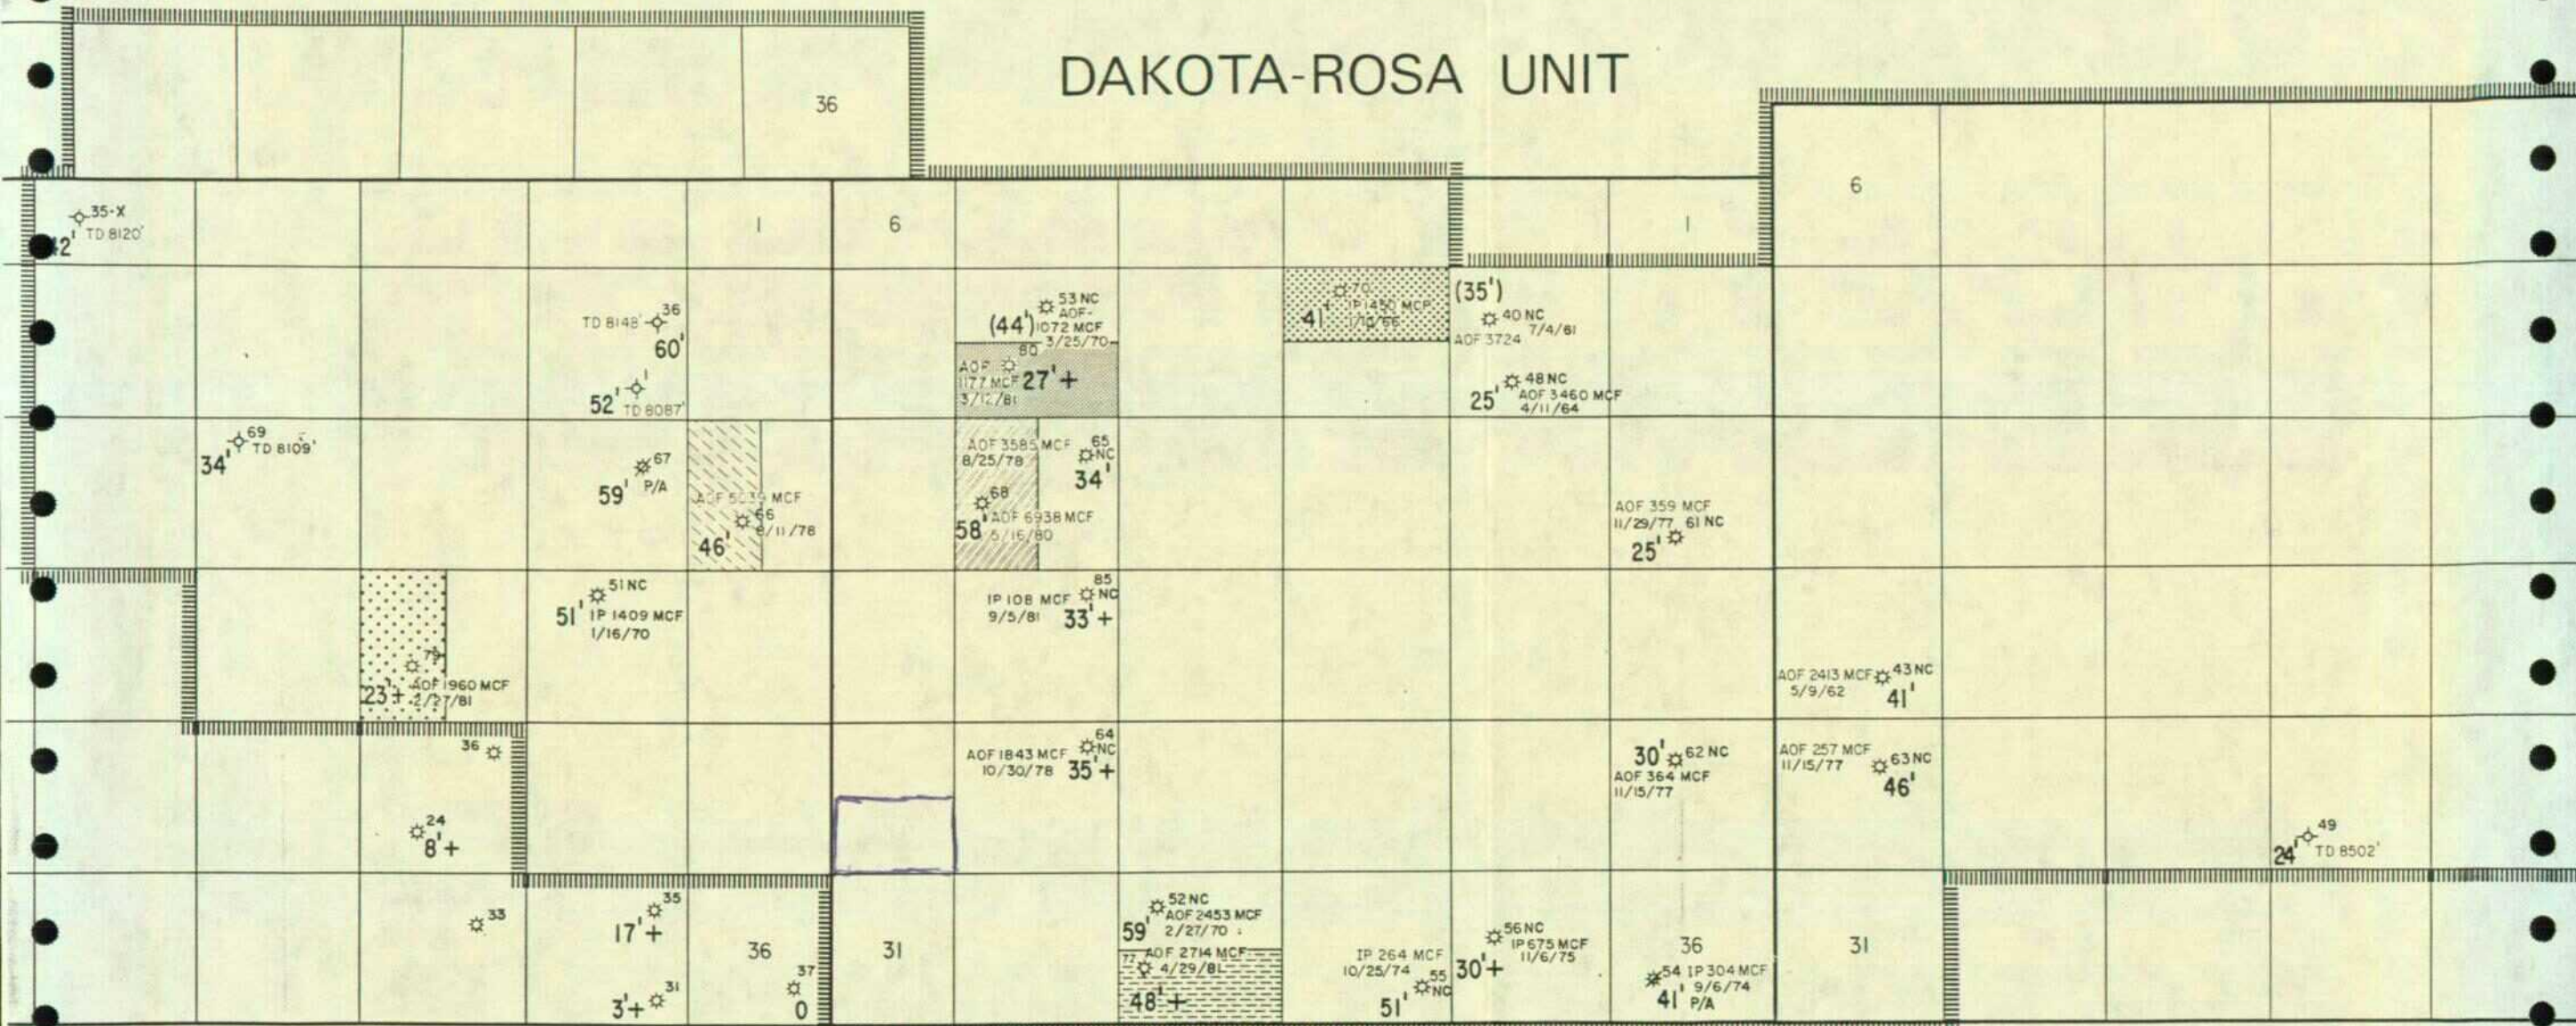 DAKOTA-ROSA UNIT
36
6
35-X
TD 8120'
42'
1
6
1
36
TD 8148'
60'
1
52' TD 8087'
53 NC
AOF-
(44') 1072 MCF
3/25/70
80
AOF
1177 MCF 27'+
3/12/81
70
IP 1450 MCF
41'
(35')
40 NC
7/4/61
AOF 3724
48 NC
25' AOF 3460 MCF
4/11/64
69
TD 8109'
34'
67
59' P/A
AOF 5039 MCF
66
8/11/78
46'
AOF 3585 MCF
8/25/78
65
NC
34'
68
AOF 6938 MCF
58' 5/16/80
AOF 359 MCF
11/29/77 61 NC
25'
51 NC
51' IP 1409 MCF
1/16/70
85
IP 108 MCF NC
9/5/81 33'+
79
AOF 1960 MCF
23'+ 2/27/81
AOF 2413 MCF 43 NC
5/9/62 41'
36
24
8'+
64
AOF 1843 MCF NC
10/30/78 35'+
30' 62 NC
AOF 364 MCF
11/15/77
AOF 257 MCF
11/15/77 63 NC
46'
49
24' TD 8502'
33
35
17'+
31
3'+
36
37
0
31
52 NC
AOF 2453 MCF
59' 2/27/70
AOF 2714 MCF
72 4/29/81
48'+
IP 264 MCF
10/25/74 55
NC
51'
56 NC
IP 675 MCF
11/6/75
30'+
36
54 IP 304 MCF
9/6/74
41' P/A
31